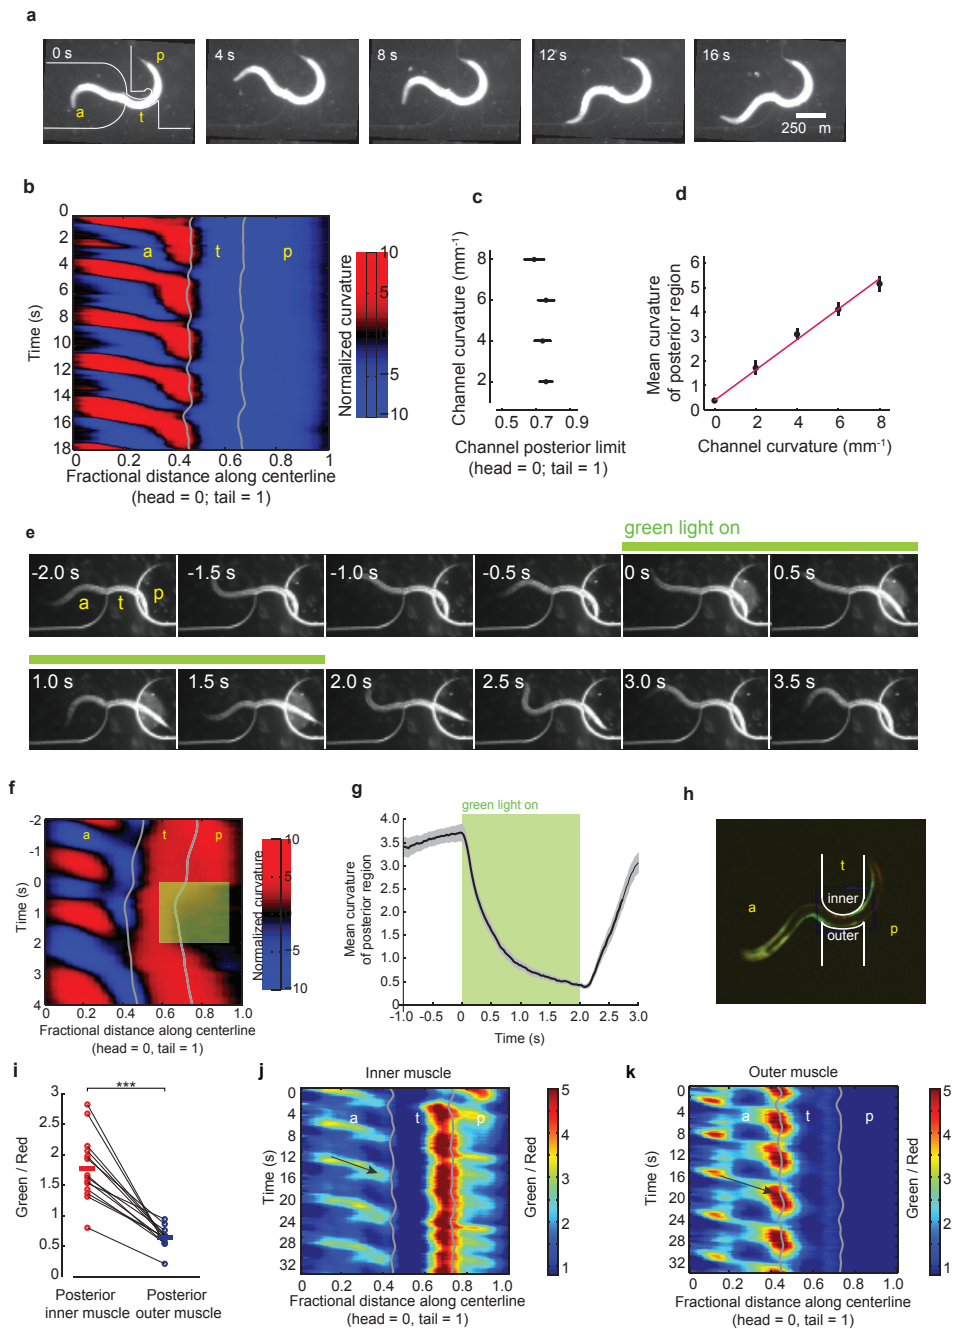 a
0 s
p
a
t
4 s
8 s
12 s
16 s
250 m
b
0
2
4
6
8
10
12
14
16
18
Time (s)
a
t
p
0
0.2
0.4
0.6
0.8
1
Fractional distance along centerline
(head = 0; tail = 1)
10
5
0
−5
−10
Normalized curvature
c
Channel curvature (mm-1)
8
6
4
2
0.5
0.7
0.9
Channel posterior limit
(head = 0; tail = 1)
d
Mean curvature
of posterior region
6
5
4
3
2
1
0
0
2
4
6
8
Channel curvature (mm-1)
e
green light on
-2.0 s
a
t
p
-1.5 s
-1.0 s
-0.5 s
0 s
0.5 s
1.0 s
1.5 s
2.0 s
2.5 s
3.0 s
3.5 s
f
-2
-1
0
1
2
3
4
Time (s)
a
t
p
0
0.2
0.4
0.6
0.8
1.0
Fractional distance along centerline
(head = 0, tail = 1)
10
5
0
−5
−10
Normalized curvature
g
green light on
Mean curvature
of posterior region
4.0
3.5
3.0
2.5
2.0
1.5
1.0
0.5
0
-1.0
-0.5
0
0.5
1.0
1.5
2.0
2.5
3.0
Time (s)
h
t
a
inner
outer
p
i
***
Green / Red
3
2.5
2
1.5
1
0.5
0
Posterior
inner muscle
Posterior
outer muscle
j
Inner muscle
0
4
8
12
16
20
24
28
32
Time (s)
a
t
p
0
0.2
0.4
0.6
0.8
1.0
Fractional distance along centerline
(head = 0, tail = 1)
5
4
3
2
1
Green / Red
k
Outer muscle
0
4
8
12
16
20
24
28
32
Time (s)
a
t
p
0
0.2
0.4
0.6
0.8
1.0
Fractional distance along centerline
(head = 0, tail = 1)
5
4
3
2
1
Green / Red